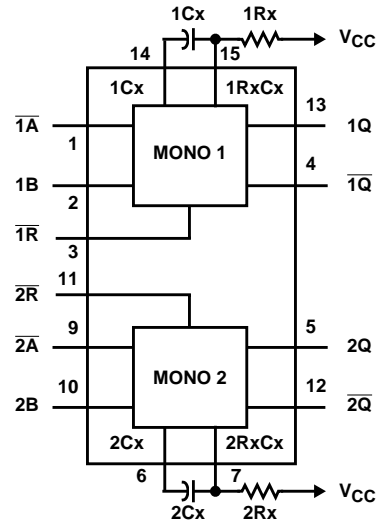 1Cx 1Rx
14 15 VCC
1Cx 1RxCx
1A 1 MONO 1 13 1Q
1B 2 4 1Q
1R 3
2R 11
2A 9 MONO 2 5 2Q
2B 10 12 2Q
2Cx 2RxCx
6 7 VCC
2Cx 2Rx